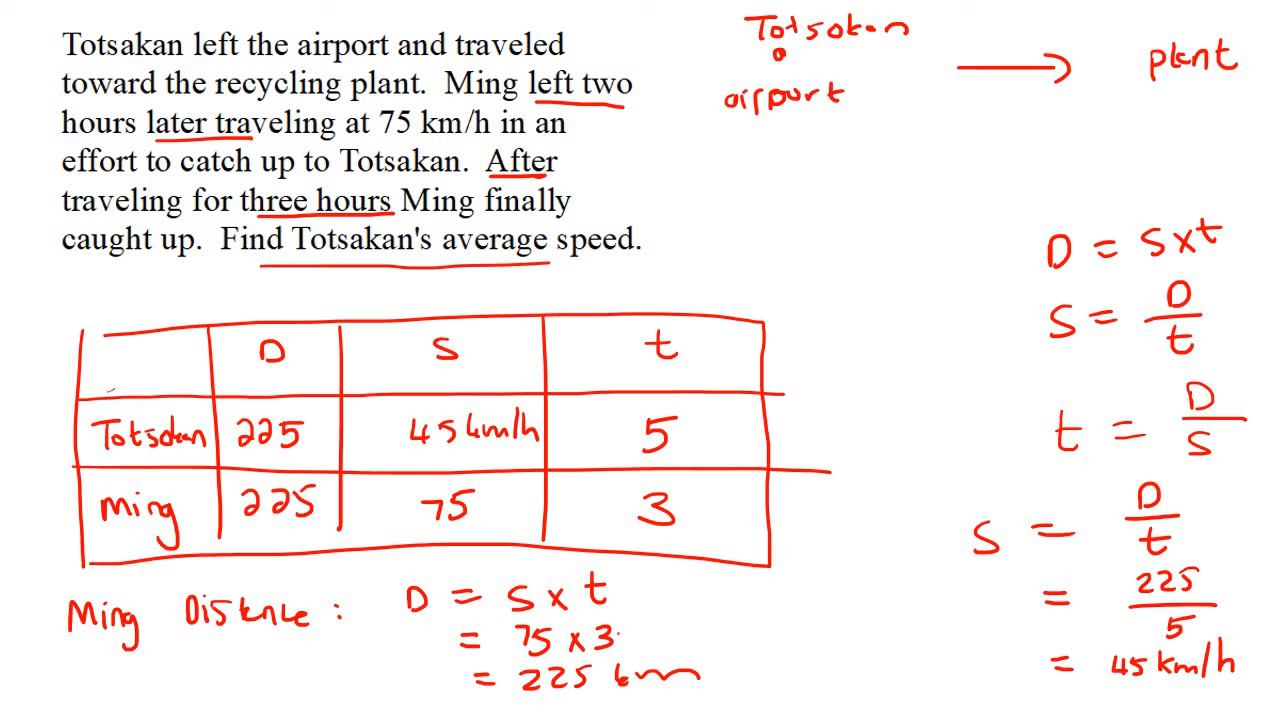 Totsakan left the airport and traveled
toward the recycling plant. Ming left two
hours later traveling at 75 km/h in an
effort to catch up to Totsakan. After
traveling for three hours Ming finally
caught up. Find Totsakan's average speed.
Totsakan
airport
plant
D = S x t
S = D/t
t = D/S
D S t
Totsakan 225 45 km/h 5
Ming 225 75 3
Ming Distance : D = S x t
= 75 x 3
= 225 km
S = D/t
= 225/5
= 45 km/h